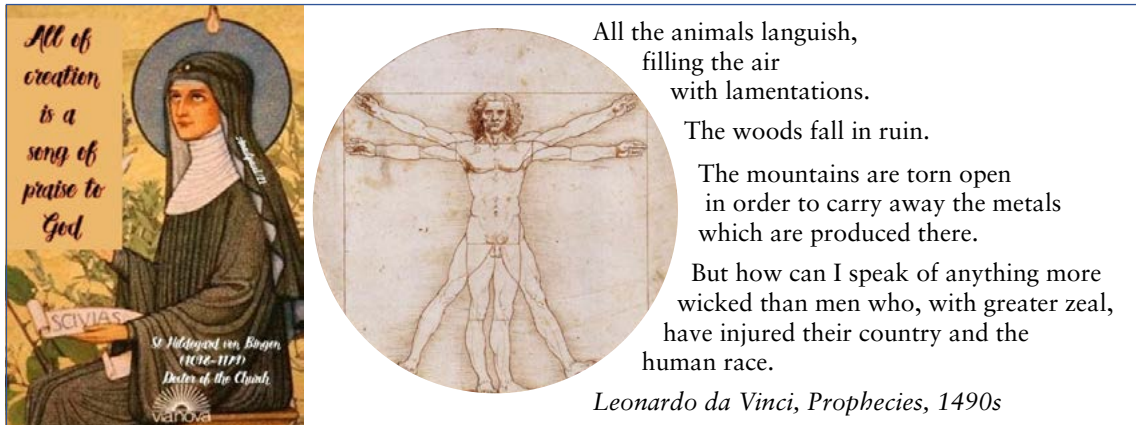 All of
creation
is a
song of
praise to
God
SCIVIAS
St Hildegard von Bingen
(1098-1179)
Doctor of the Church
vianova
All the animals languish,
filling the air
with lamentations.
The woods fall in ruin.
The mountains are torn open
in order to carry away the metals
which are produced there.
But how can I speak of anything more
wicked than men who, with greater zeal,
have injured their country and the
human race.
Leonardo da Vinci, Prophecies, 1490s